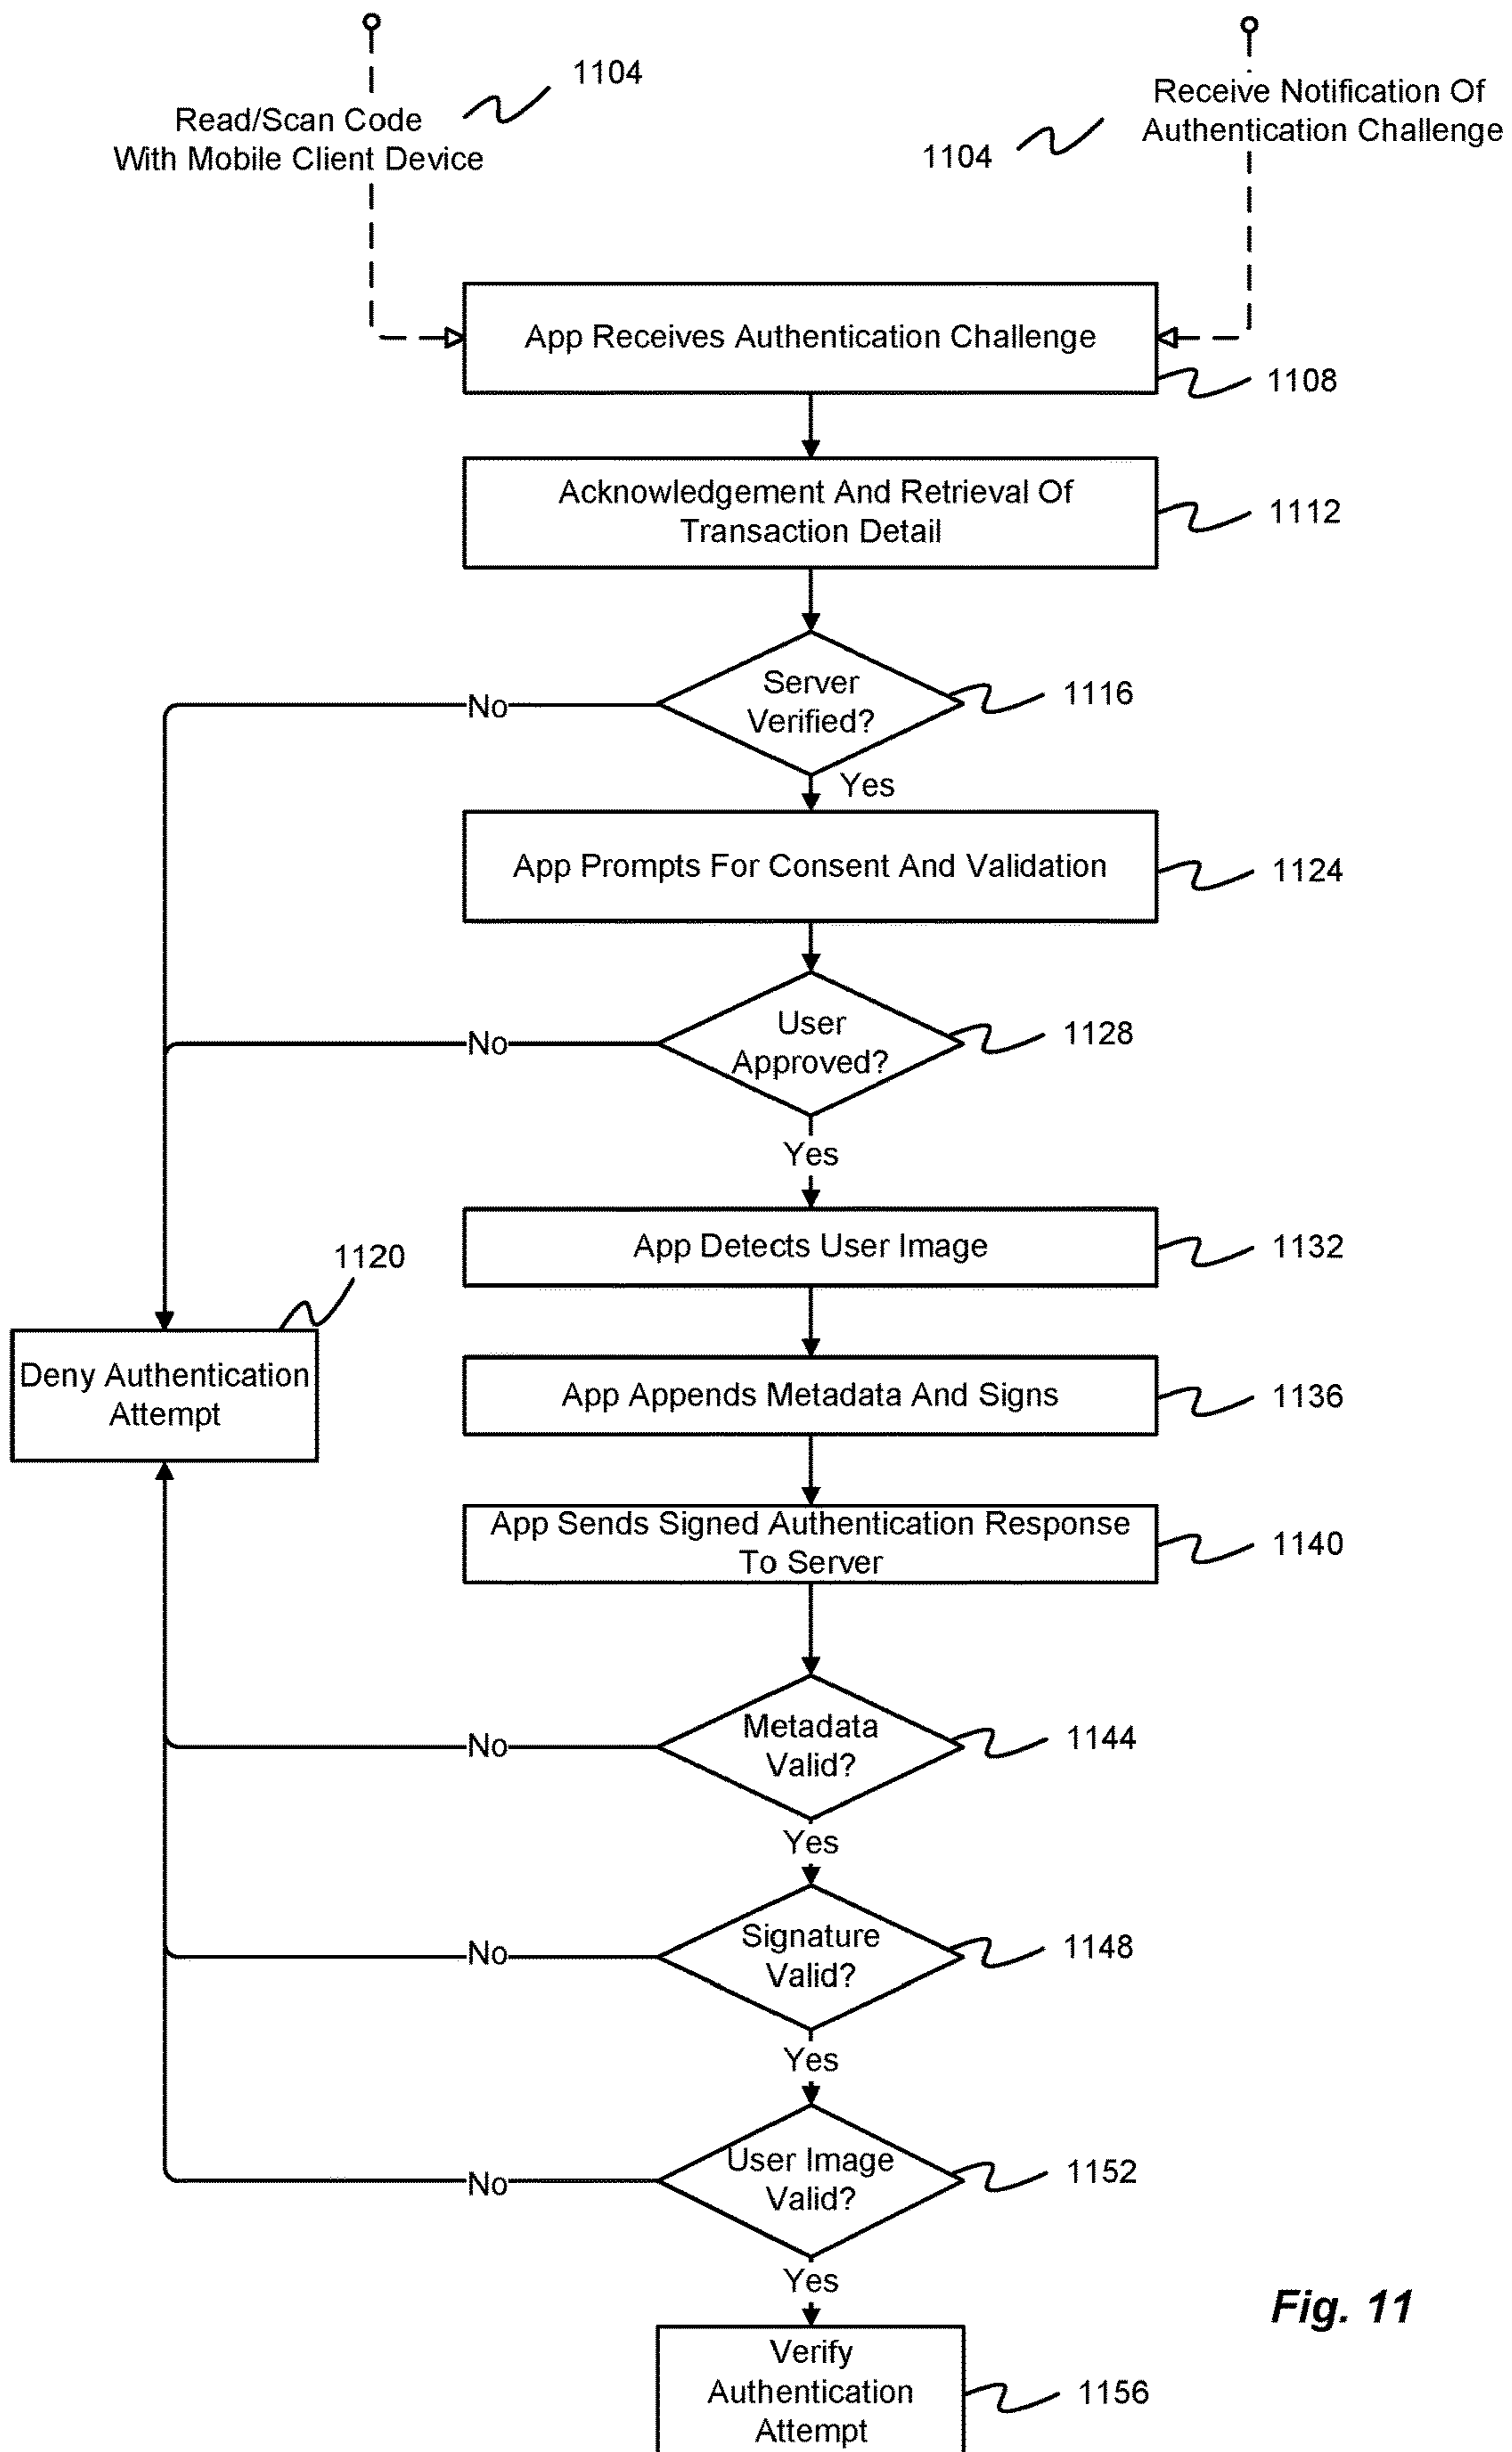 1104
Read/Scan Code
With Mobile Client Device
Receive Notification Of
Authentication Challenge
1104
App Receives Authentication Challenge
1108
Acknowledgement And Retrieval Of
Transaction Detail
1112
Server
Verified?
1116
No
Yes
App Prompts For Consent And Validation
1124
User
Approved?
1128
No
Yes
App Detects User Image
1132
1120
Deny Authentication
Attempt
App Appends Metadata And Signs
1136
App Sends Signed Authentication Response
To Server
1140
Metadata
Valid?
1144
No
Yes
Signature
Valid?
1148
No
Yes
User Image
Valid?
1152
No
Yes
Fig. 11
Verify
Authentication
Attempt
1156